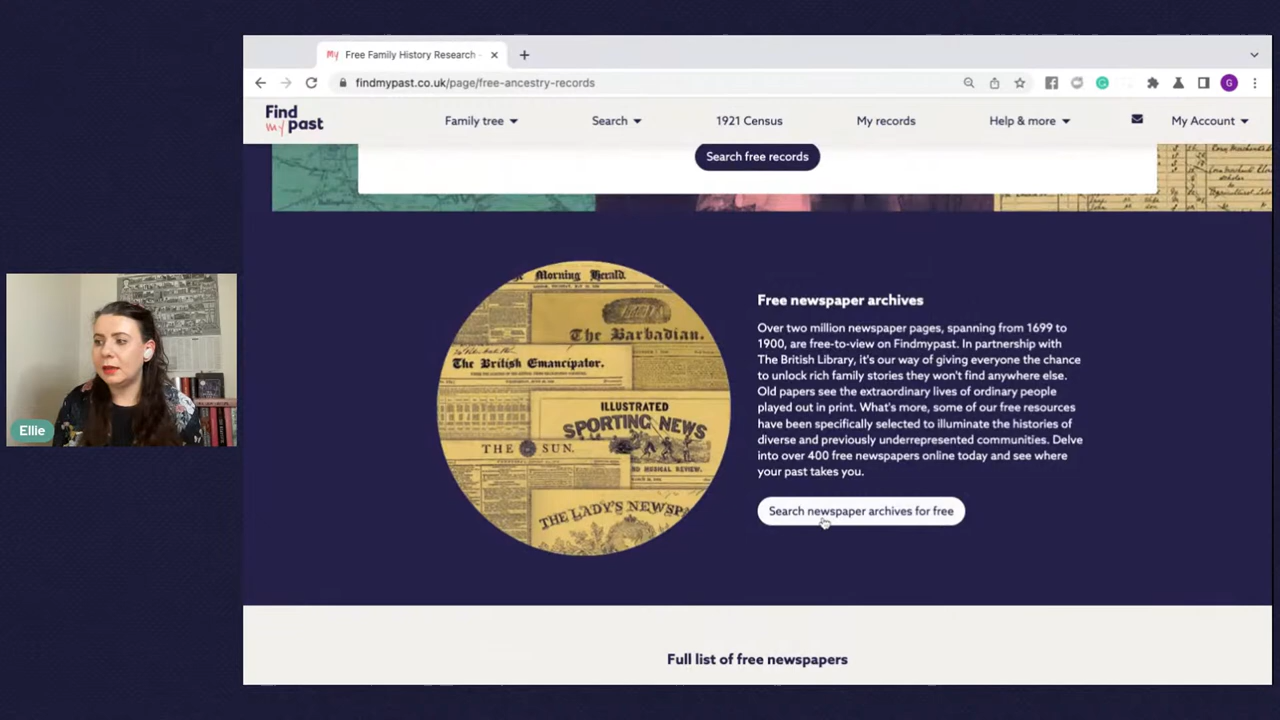 Free Family History Research -
findmypast.co.uk/page/free-ancestry-records
G
Find
my past
Family tree
Search
1921 Census
My records
Help & more
My Account
Search free records
Morning Herald.
The Barbadian.
The British Emancipator.
ILLUSTRATED
SPORTING NEWS
THE SUN.
ND MUSICAL REVIEW.
THE LADY'S NEWSPA
Free newspaper archives
Over two million newspaper pages, spanning from 1699 to
1900, are free-to-view on Findmypast. In partnership with
The British Library, it's our way of giving everyone the chance
to unlock rich family stories they won't find anywhere else.
Old papers see the extraordinary lives of ordinary people
played out in print. What's more, some of our free resources
have been specifically selected to illuminate the histories of
diverse and previously underrepresented communities. Delve
into over 400 free newspapers online today and see where
your past takes you.
Search newspaper archives for free
Full list of free newspapers
Ellie